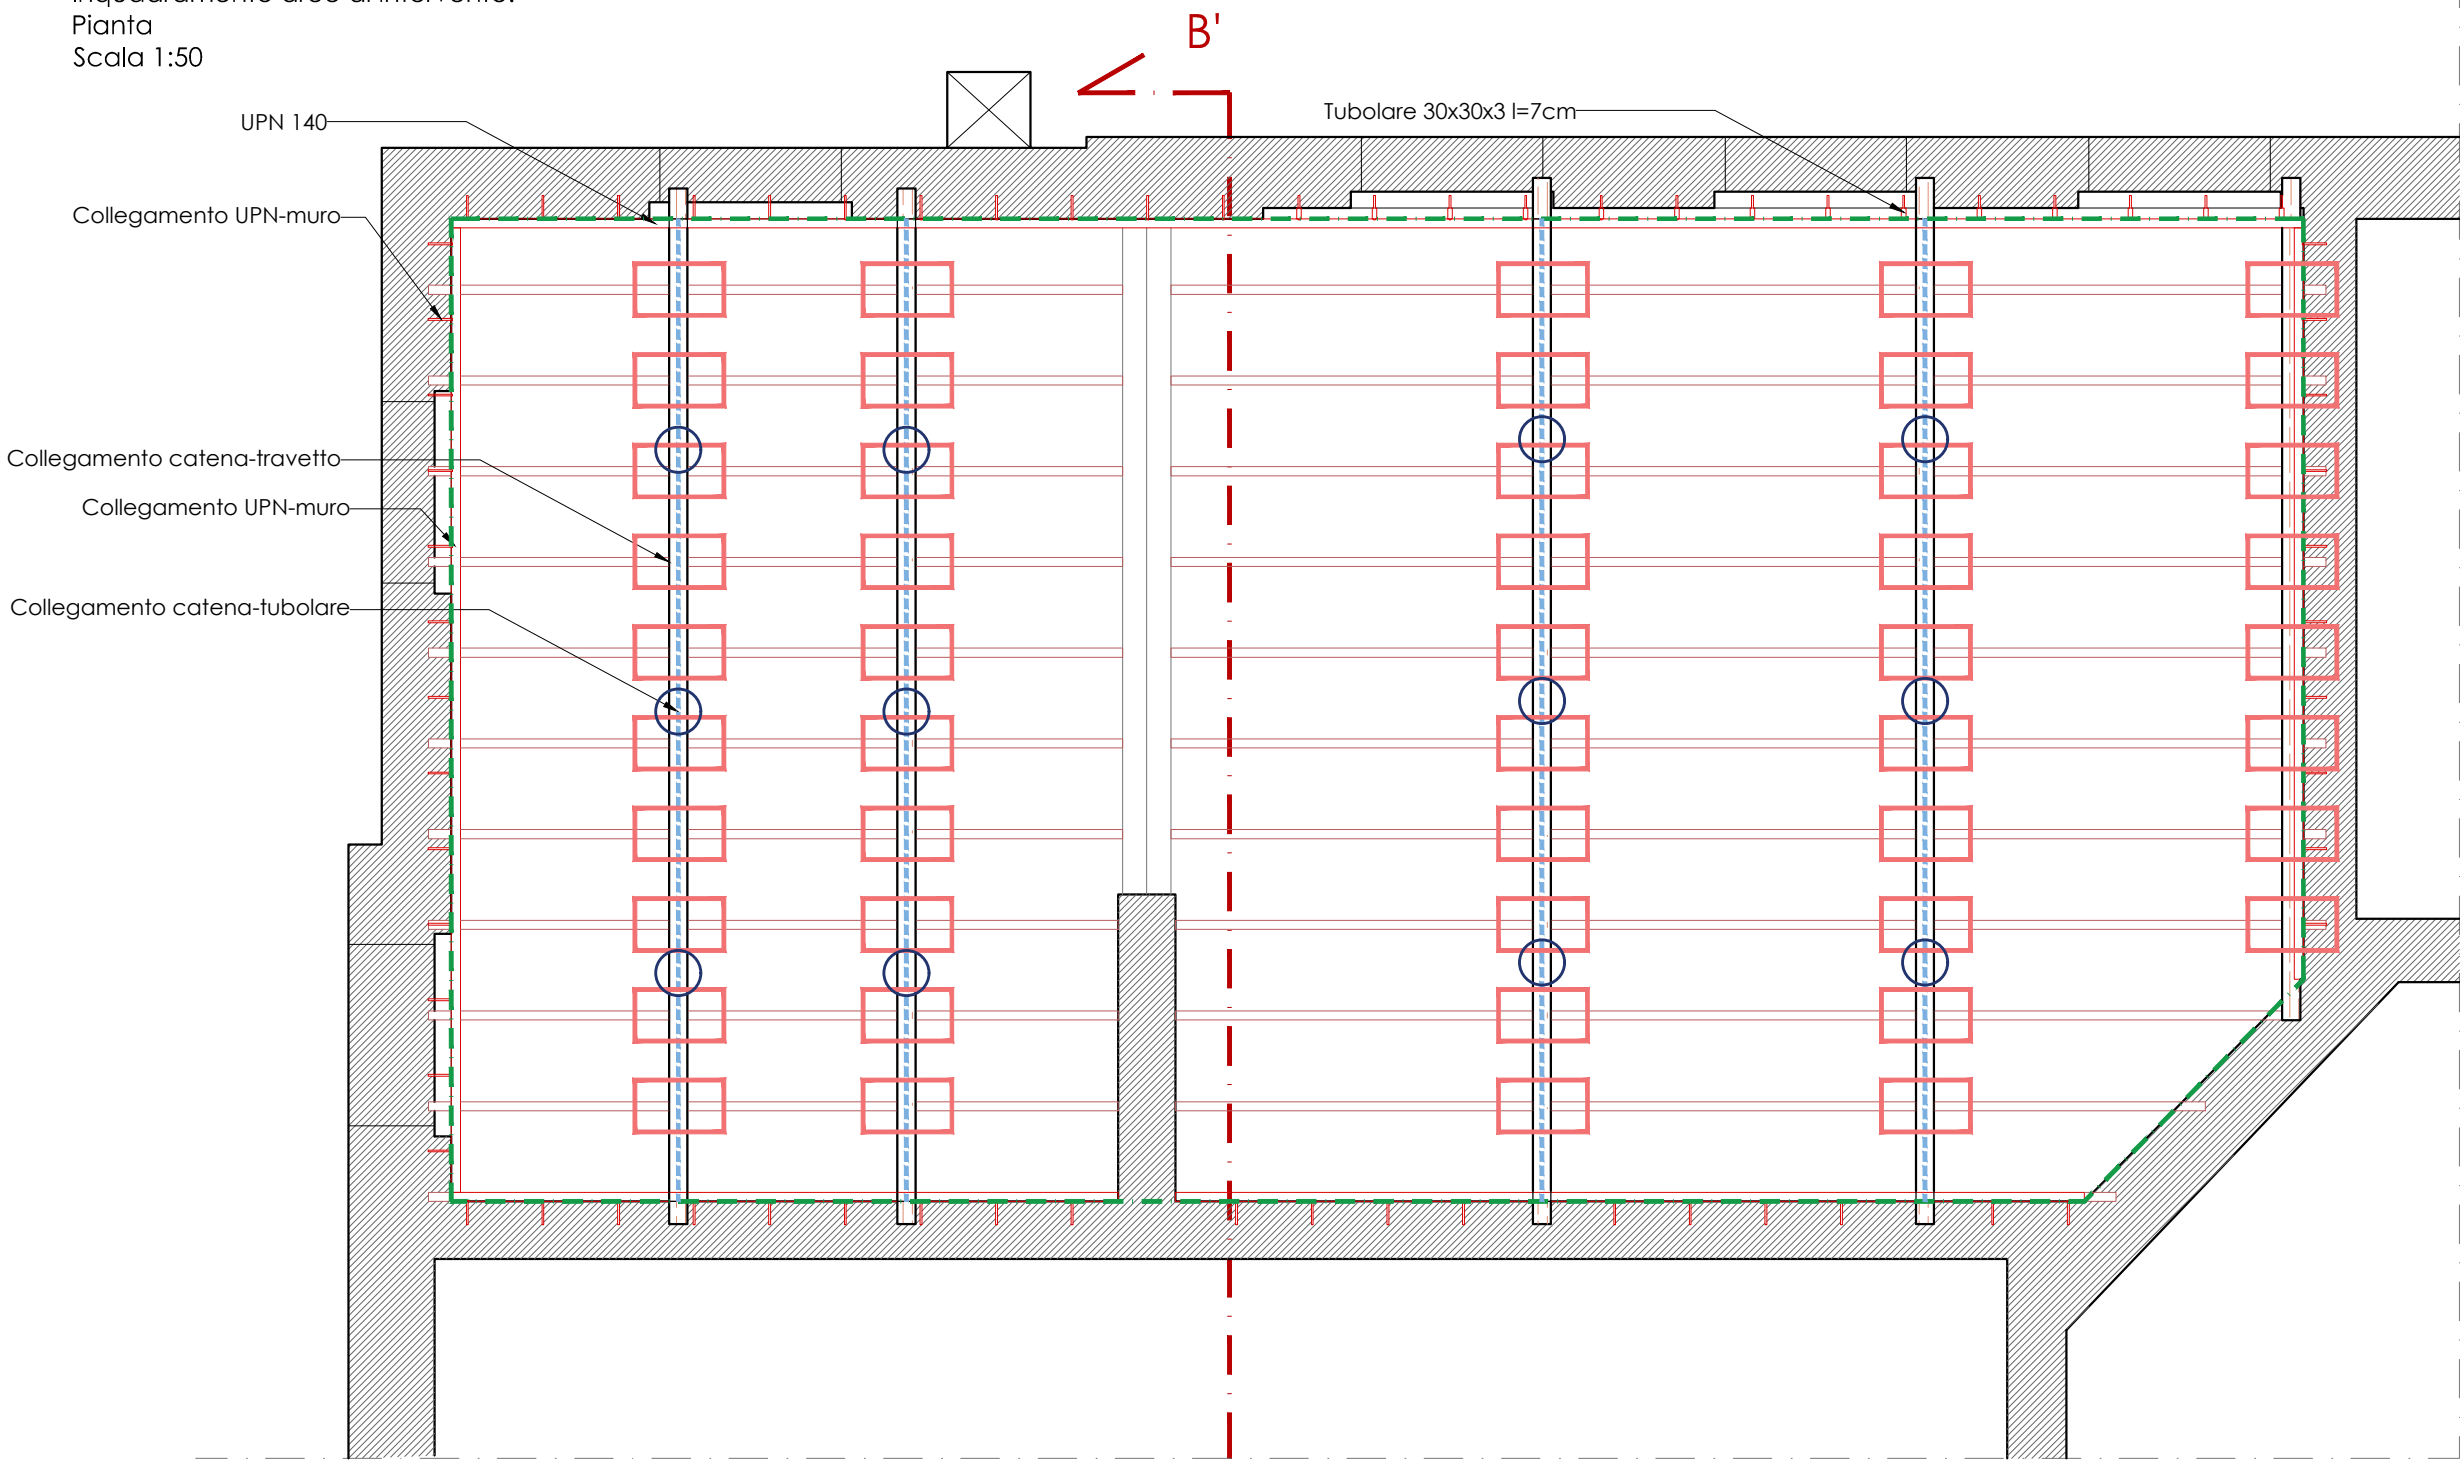 Pianta
Scala 1:50
B'
UPN 140
Tubolare 30x30x3 l=7cm
Collegamento UPN-muro
Collegamento catena-travetto
Collegamento UPN-muro
Collegamento catena-tubolare